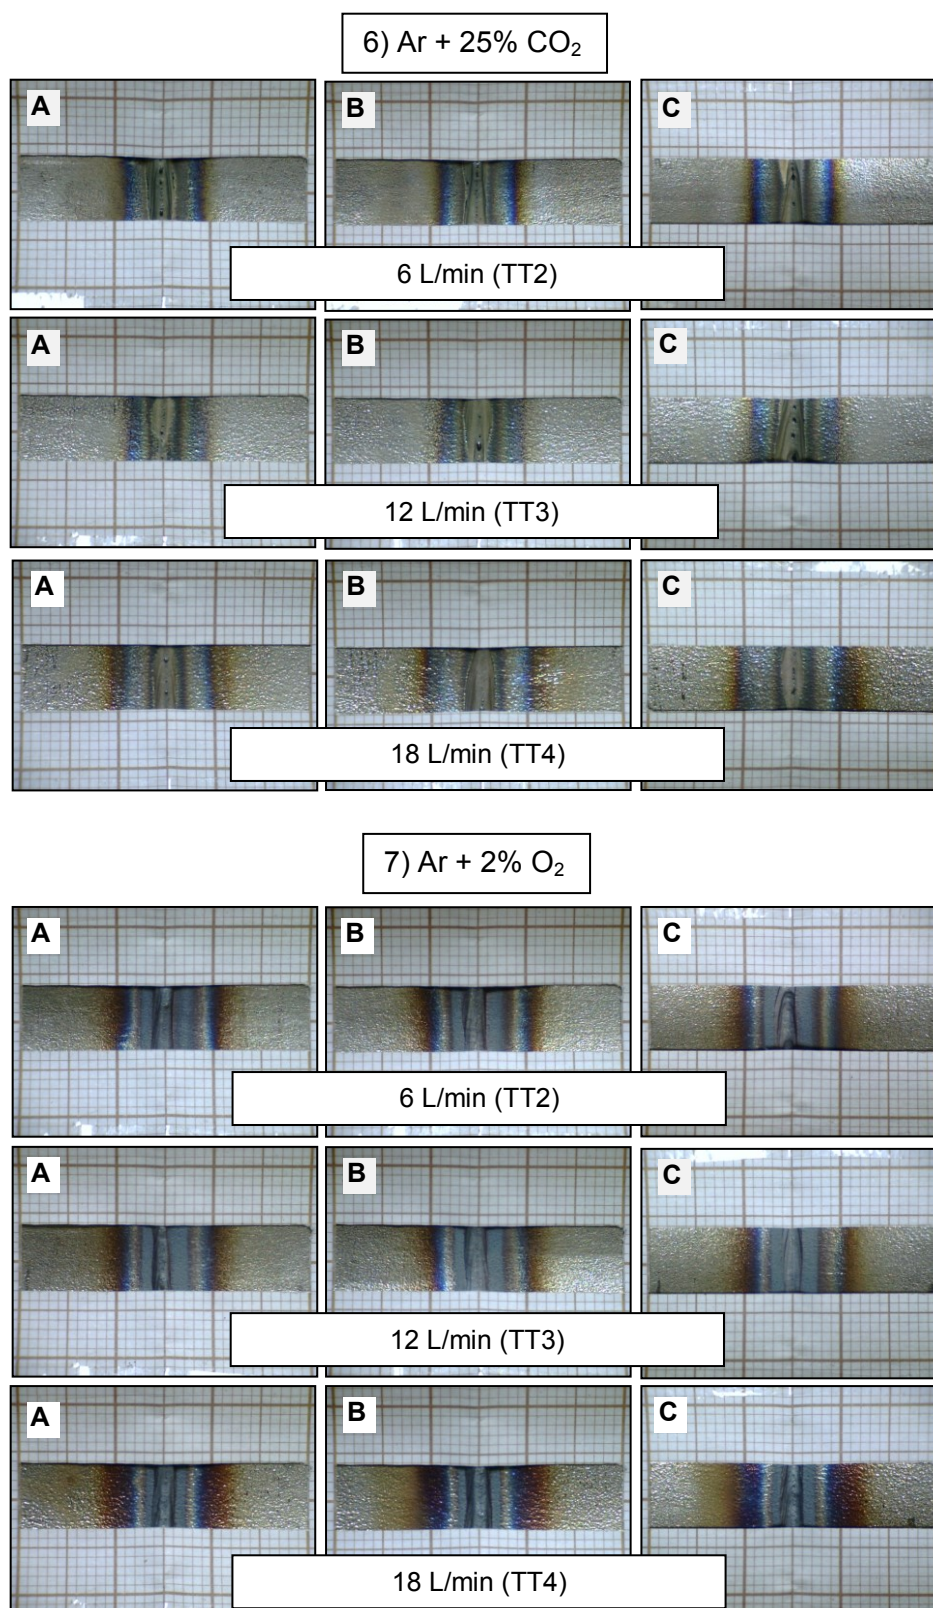 6) Ar + 25% CO₂
A
B
C
6 L/min (TT2)
A
B
C
12 L/min (TT3)
A
B
C
18 L/min (TT4)
7) Ar + 2% O₂
A
B
C
6 L/min (TT2)
A
B
C
12 L/min (TT3)
A
B
C
18 L/min (TT4)